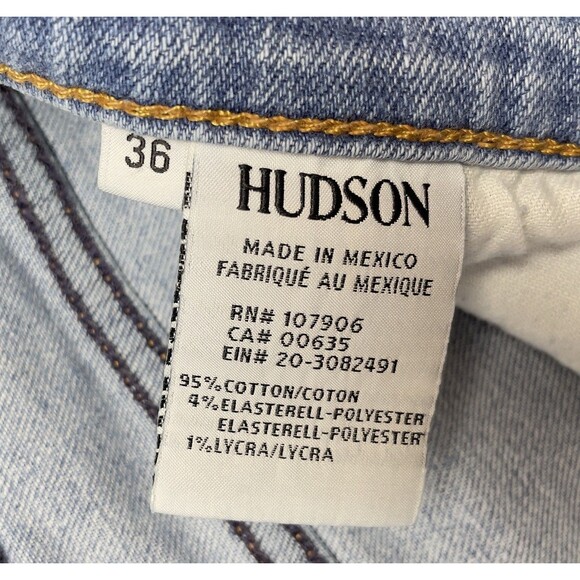 36
HUDSON
MADE IN MEXICO
FABRIQUÉ AU MEXIQUE
RN# 107906
CA# 00635
EIN# 20-3082491
95%COTTON/COTON
4%ELASTERELL-POLYESTER
ELASTERELL-POLYESTER
1%LYCRA/LYCRA